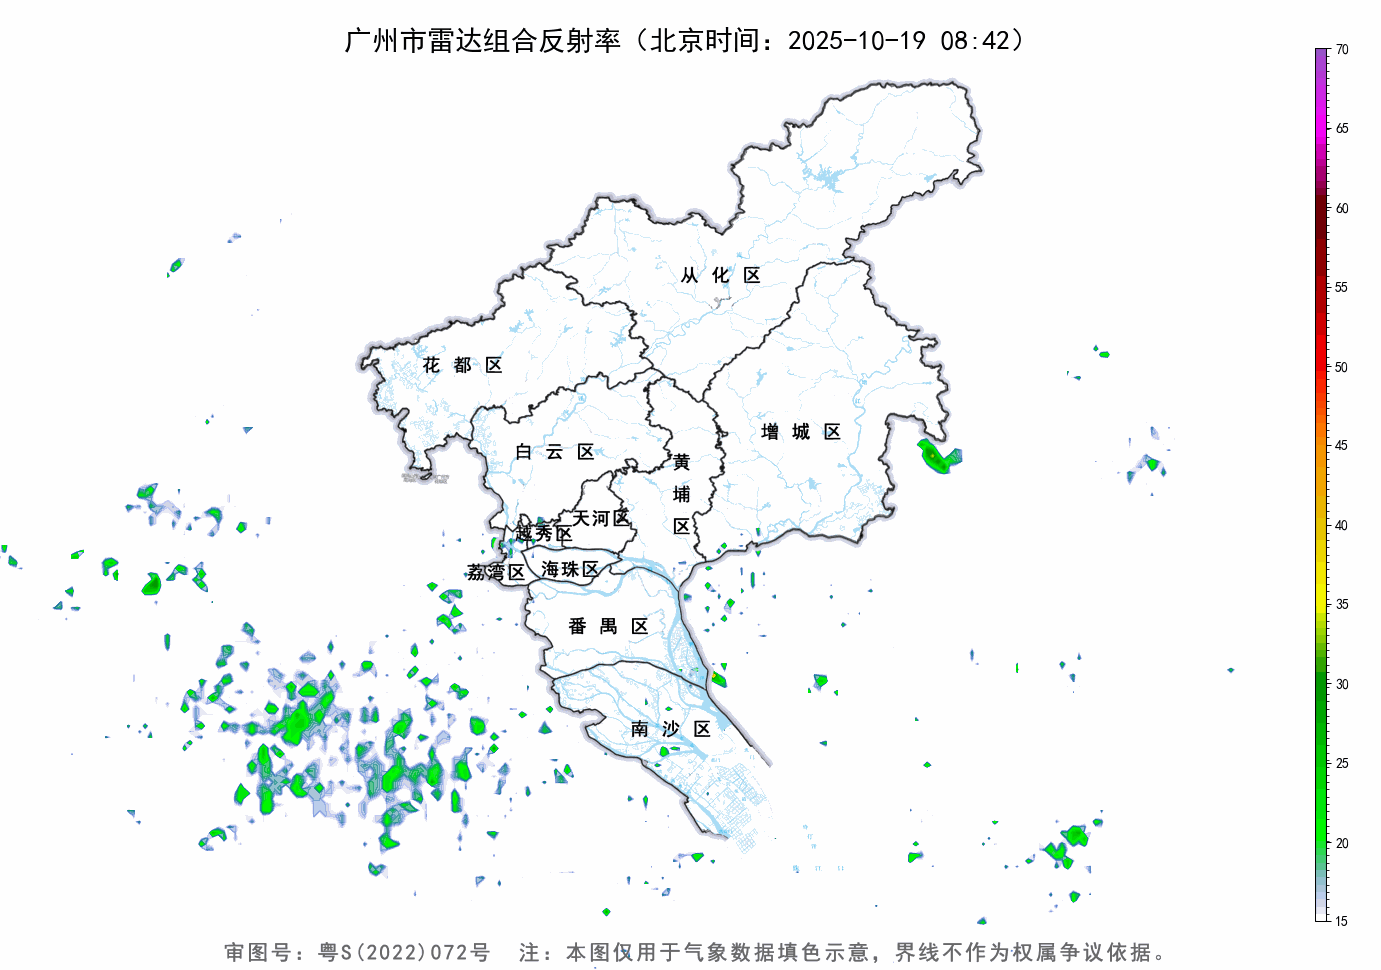 广州市雷达组合反射率（北京时间：2025-10-19 08:42）
70
65
60
55
50
45
40
35
30
25
20
15
从化区
花都区
增城区
白云区
黄埔区
天河区
越秀区
海珠区
荔湾区
番禺区
南沙区
审图号：粤S(2022)072号 注：本图仅用于气象数据填色示意，界线不作为权属争议依据。